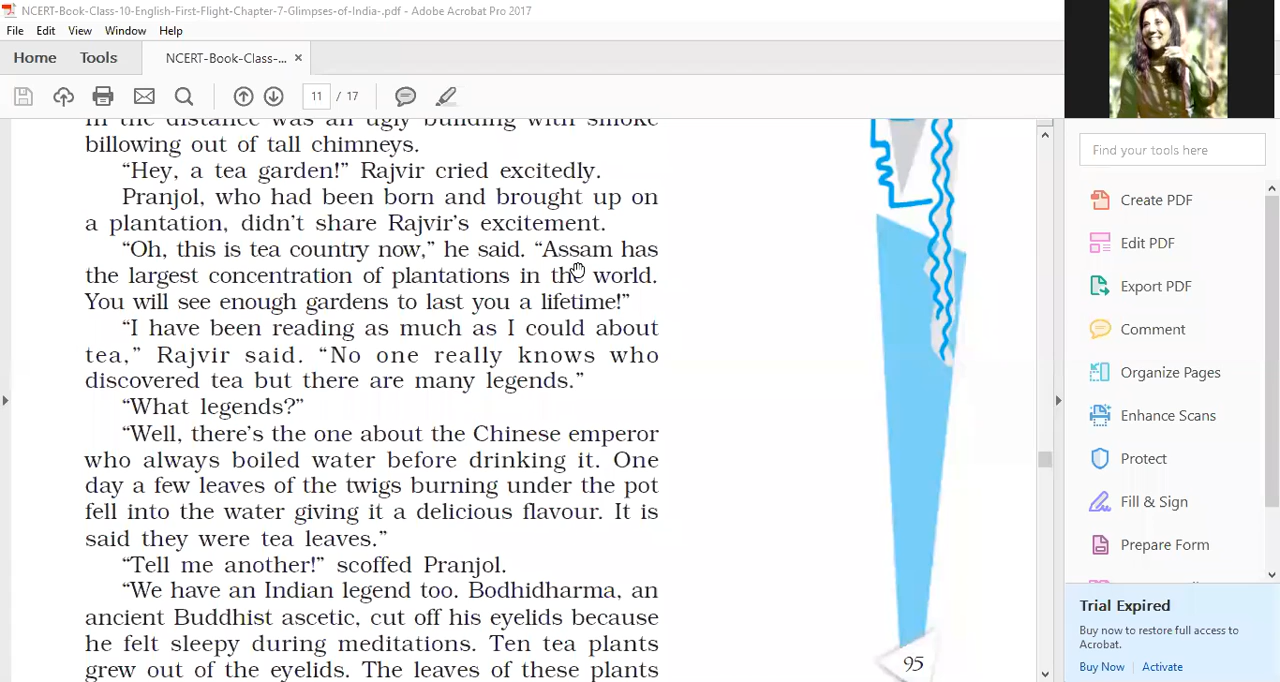 NCERT-Book-Class-10-English-First-Flight-Chapter-7-Glimpses-of-India-.pdf - Adobe Acrobat Pro 2017
File Edit View Window Help
Home Tools NCERT-Book-Class-... ×
11 / 17
In the distance was an ugly building with smoke
billowing out of tall chimneys.
“Hey, a tea garden!” Rajvir cried excitedly.
Pranjol, who had been born and brought up on
a plantation, didn’t share Rajvir’s excitement.
“Oh, this is tea country now,” he said. “Assam has
the largest concentration of plantations in the world.
You will see enough gardens to last you a lifetime!”
“I have been reading as much as I could about
tea,” Rajvir said. “No one really knows who
discovered tea but there are many legends.”
“What legends?”
“Well, there’s the one about the Chinese emperor
who always boiled water before drinking it. One
day a few leaves of the twigs burning under the pot
fell into the water giving it a delicious flavour. It is
said they were tea leaves.”
“Tell me another!” scoffed Pranjol.
“We have an Indian legend too. Bodhidharma, an
ancient Buddhist ascetic, cut off his eyelids because
he felt sleepy during meditations. Ten tea plants
grew out of the eyelids. The leaves of these plants
95
Find your tools here
Create PDF
Edit PDF
Export PDF
Comment
Organize Pages
Enhance Scans
Protect
Fill & Sign
Prepare Form
Trial Expired
Buy now to restore full access to
Acrobat.
Buy Now Activate